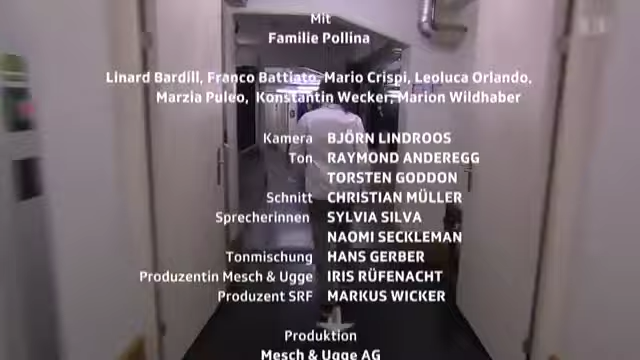 Mit
Familie Pollina
Linard Bardill, Franco Battiato, Mario Crispi, Leoluca Orlando,
Marzia Puleo, Konstantin Wecker, Marion Wildhaber
Kamera BJÖRN LINDROOS
Ton RAYMOND ANDEREGG
TORSTEN GODDON
Schnitt CHRISTIAN MÜLLER
Sprecherinnen SYLVIA SILVA
NAOMI SECKLEMAN
Tonmischung HANS GERBER
Produzentin Mesch & Ugge IRIS RÜFENACHT
Produzent SRF MARKUS WICKER
Produktion
Mesch & Ugge AG